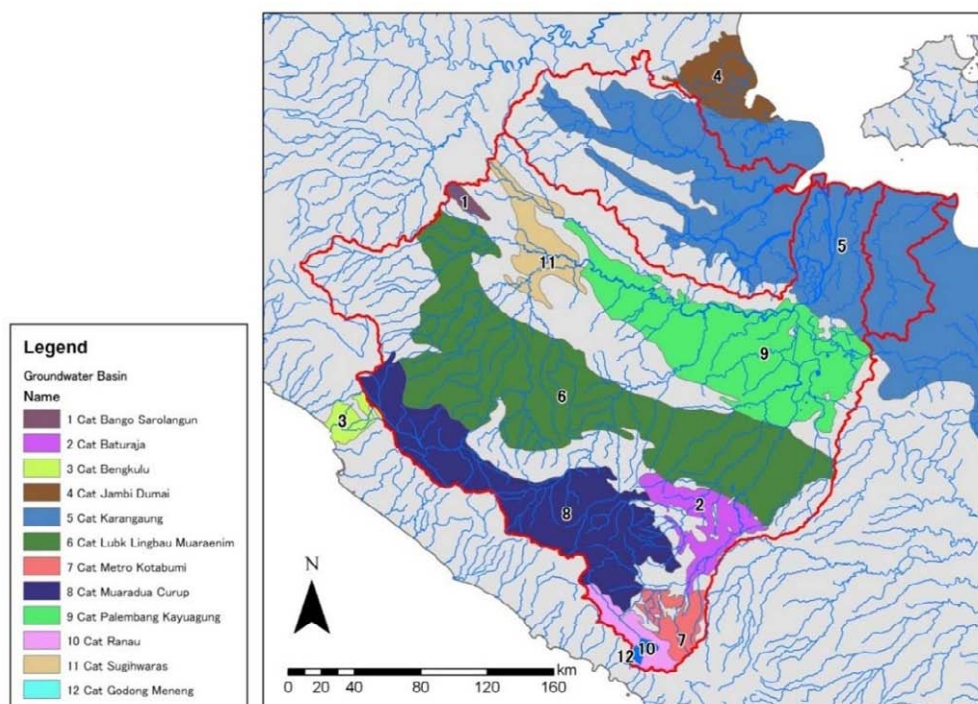 4
1
5
11
9
6
3
2
8
7
10
12
N
km
0 20 40 80 120 160
Legend
Groundwater Basin
Name
1 Cat Bango Sarolangun
2 Cat Baturaja
3 Cat Bengkulu
4 Cat Jambi Dumai
5 Cat Karangaung
6 Cat Lubk Lingbau Muaraenim
7 Cat Metro Kotabumi
8 Cat Muaradua Curup
9 Cat Palembang Kayuagung
10 Cat Ranau
11 Cat Sugihwaras
12 Cat Godong Meneng